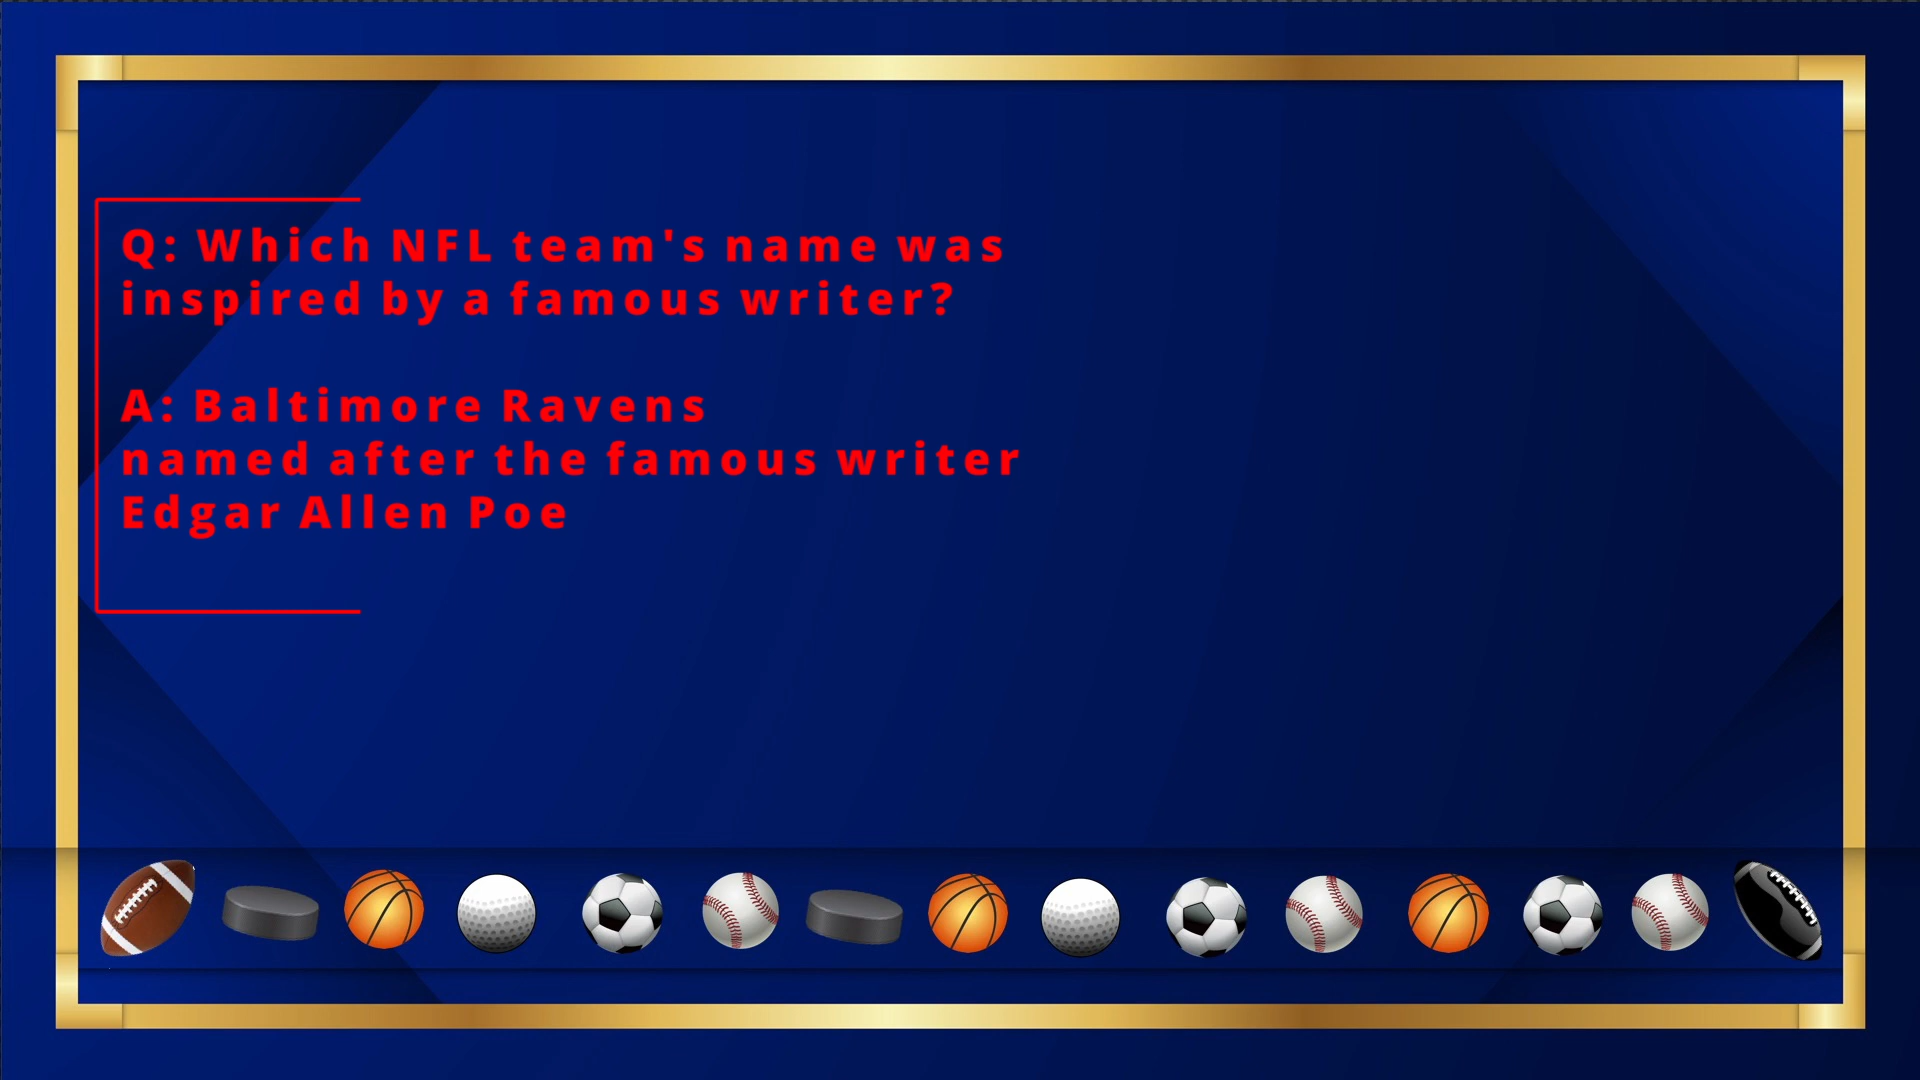 Q: Which NFL team's name was
inspired by a famous writer?
A: Baltimore Ravens
named after the famous writer
Edgar Allen Poe